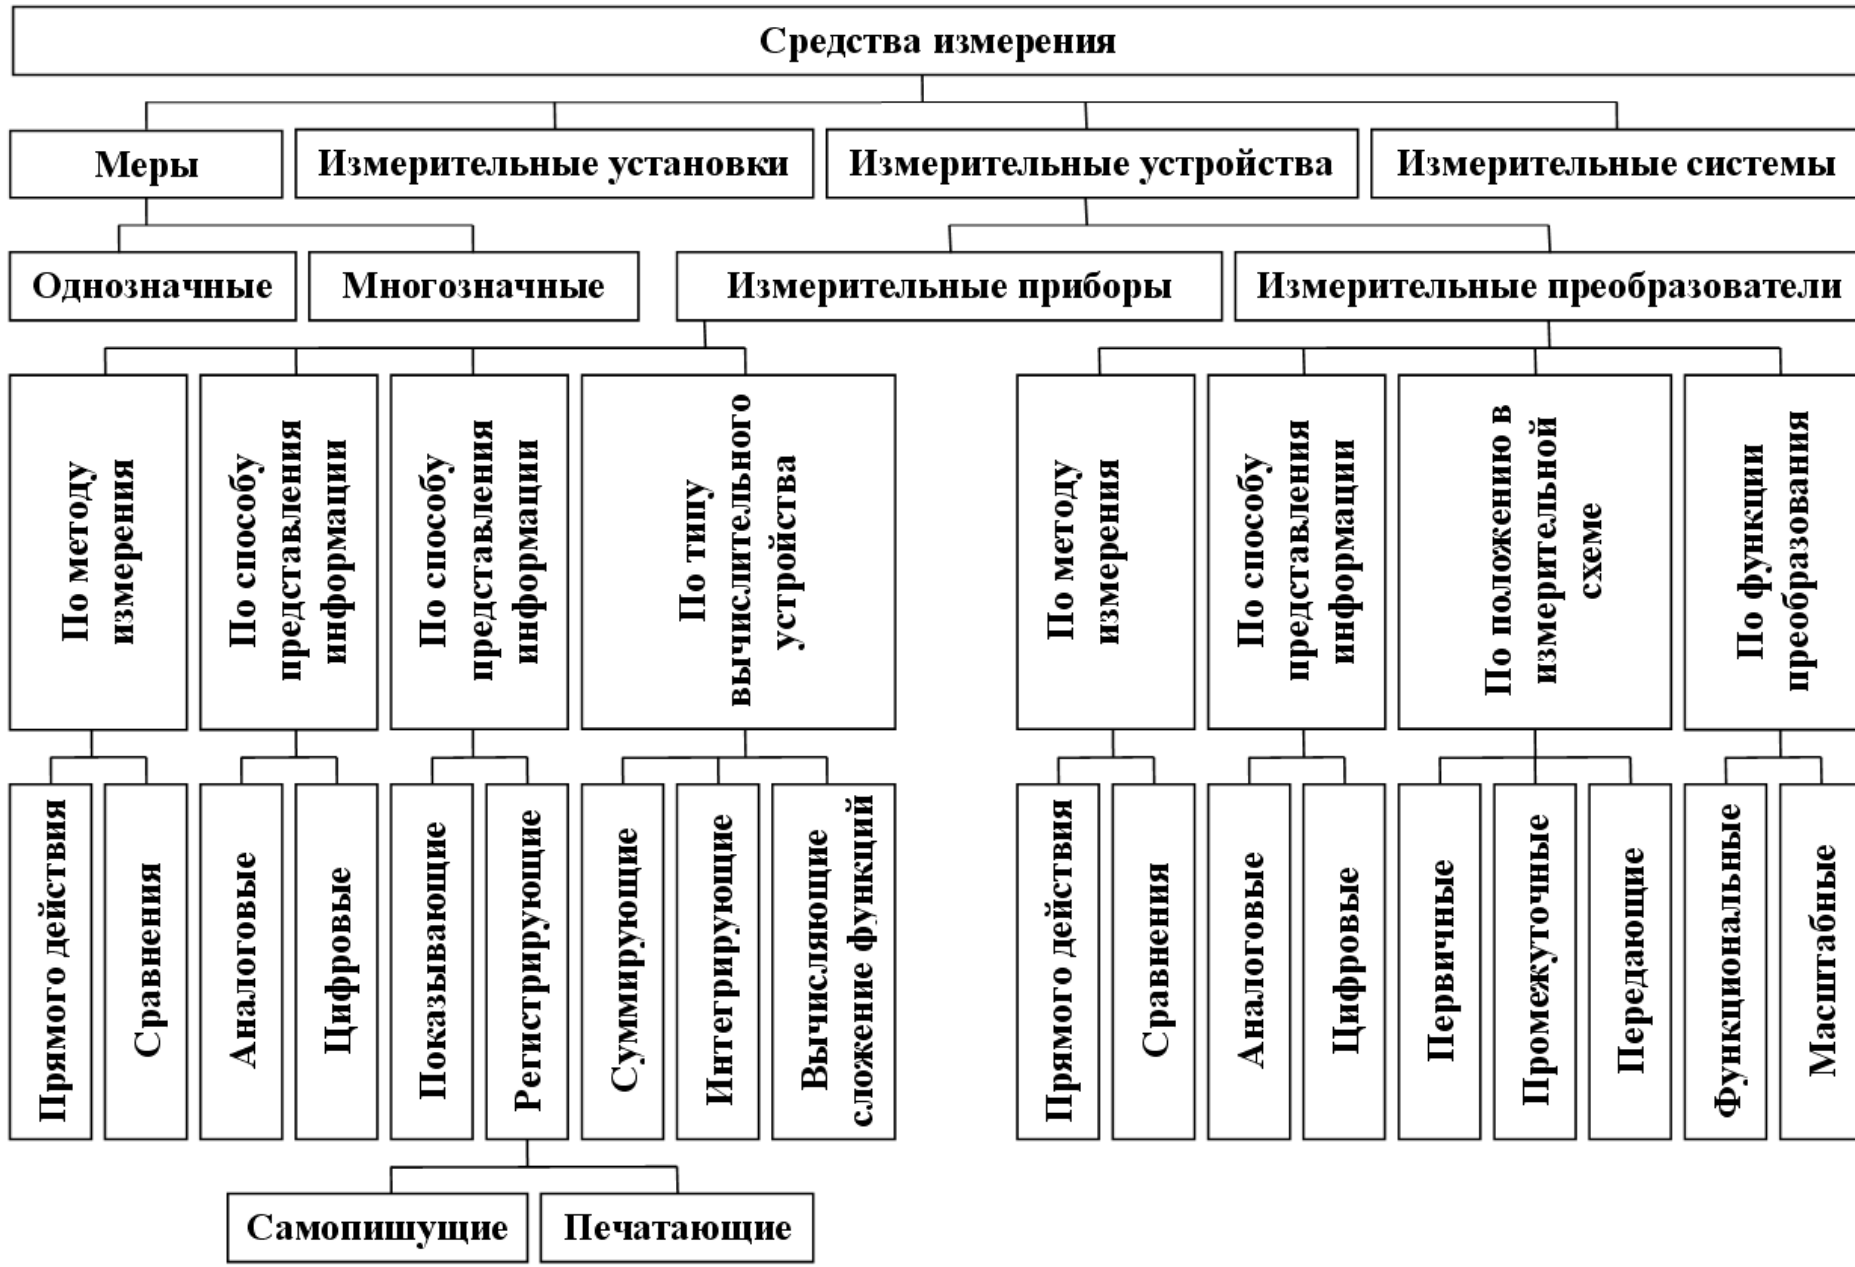 Средства измерения
Меры
Измерительные установки
Измерительные устройства
Измерительные системы
Однозначные
Многозначные
Измерительные приборы
Измерительные преобразователи
По методу
измерения
По способу
представления
информации
По способу
представления
информации
По типу
вычислительного
устройства
По методу
измерения
По способу
представления
информации
По положению в
измерительной
схеме
По функции
преобразования
Прямого действия
Сравнения
Аналоговые
Цифровые
Показывающие
Регистрирующие
Суммирующие
Интегрирующие
Вычисляющие
сложение функций
Прямого действия
Сравнения
Аналоговые
Цифровые
Первичные
Промежуточные
Передающие
Функциональные
Масштабные
Самопишущие
Печатающие